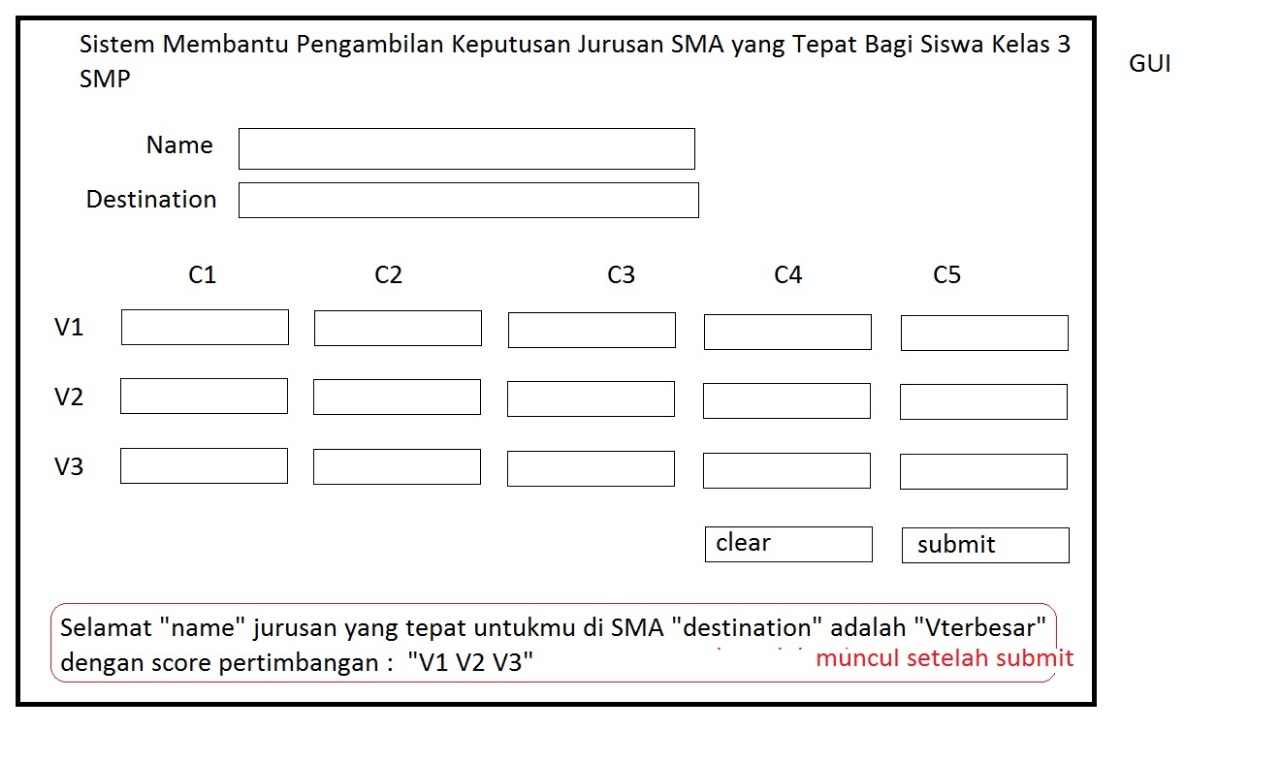 Sistem Membantu Pengambilan Keputusan Jurusan SMA yang Tepat Bagi Siswa Kelas 3
SMP
GUI
Name
Destination
C1 C2 C3 C4 C5
V1
V2
V3
clear submit
Selamat "name" jurusan yang tepat untukmu di SMA "destination" adalah "Vterbesar"
dengan score pertimbangan : "V1 V2 V3"
muncul setelah submit